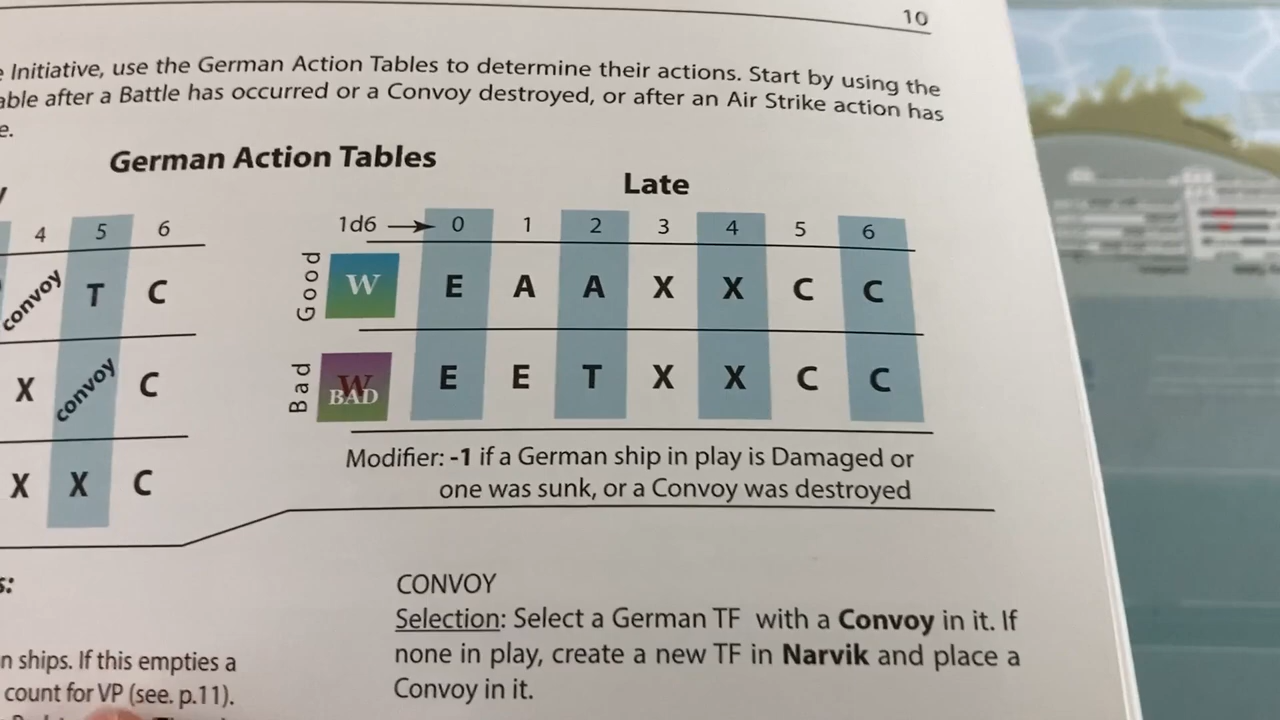 10
Initiative, use the German Action Tables to determine their actions. Start by using the
after a Battle has occurred or a Convoy destroyed, or after an Air Strike action has
German Action Tables
Late
4 5 6
1d6 0 1 2 3 4 5 6
convoy T C
Good W E A A X X C C
X convoy C
Bad W BAD E E T X X C C
X X C
Modifier: -1 if a German ship in play is Damaged or
one was sunk, or a Convoy was destroyed
CONVOY
Selection: Select a German TF with a Convoy in it. If
none in play, create a new TF in Narvik and place a
Convoy in it.
ships. If this empties a
count for VP (see. p.11).